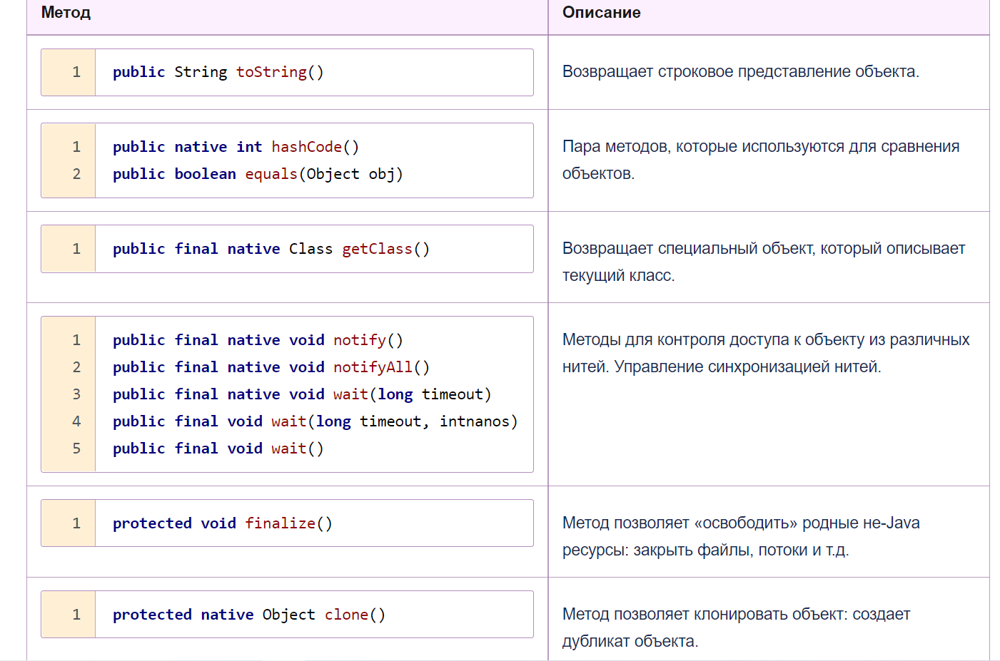 Метод
Описание
1 public String toString()
Возвращает строковое представление объекта.
1 public native int hashCode()
2 public boolean equals(Object obj)
Пара методов, которые используются для сравнения
объектов.
1 public final native Class getClass()
Возвращает специальный объект, который описывает
текущий класс.
1 public final native void notify()
2 public final native void notifyAll()
3 public final native void wait(long timeout)
4 public final void wait(long timeout, intnanos)
5 public final void wait()
Методы для контроля доступа к объекту из различных
нитей. Управление синхронизацией нитей.
1 protected void finalize()
Метод позволяет «освободить» родные не-Java
ресурсы: закрыть файлы, потоки и т.д.
1 protected native Object clone()
Метод позволяет клонировать объект: создает
дубликат объекта.